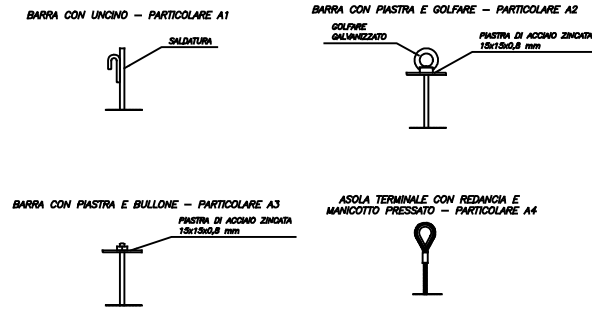 BARRA CON UNCINO – PARTICOLARE A1
SALDATURA
BARRA CON PIASTRA E GOLFARE – PARTICOLARE A2
GOLFARE
GALVANIZZATO
PIASTRA DI ACCIAIO ZINCATA
15x15x0,8 mm
BARRA CON PIASTRA E BULLONE – PARTICOLARE A3
PIASTRA DI ACCIAIO ZINCATA
15x15x0,8 mm
ASOLA TERMINALE CON REDANCIA E
MANICOTTO PRESSATO – PARTICOLARE A4